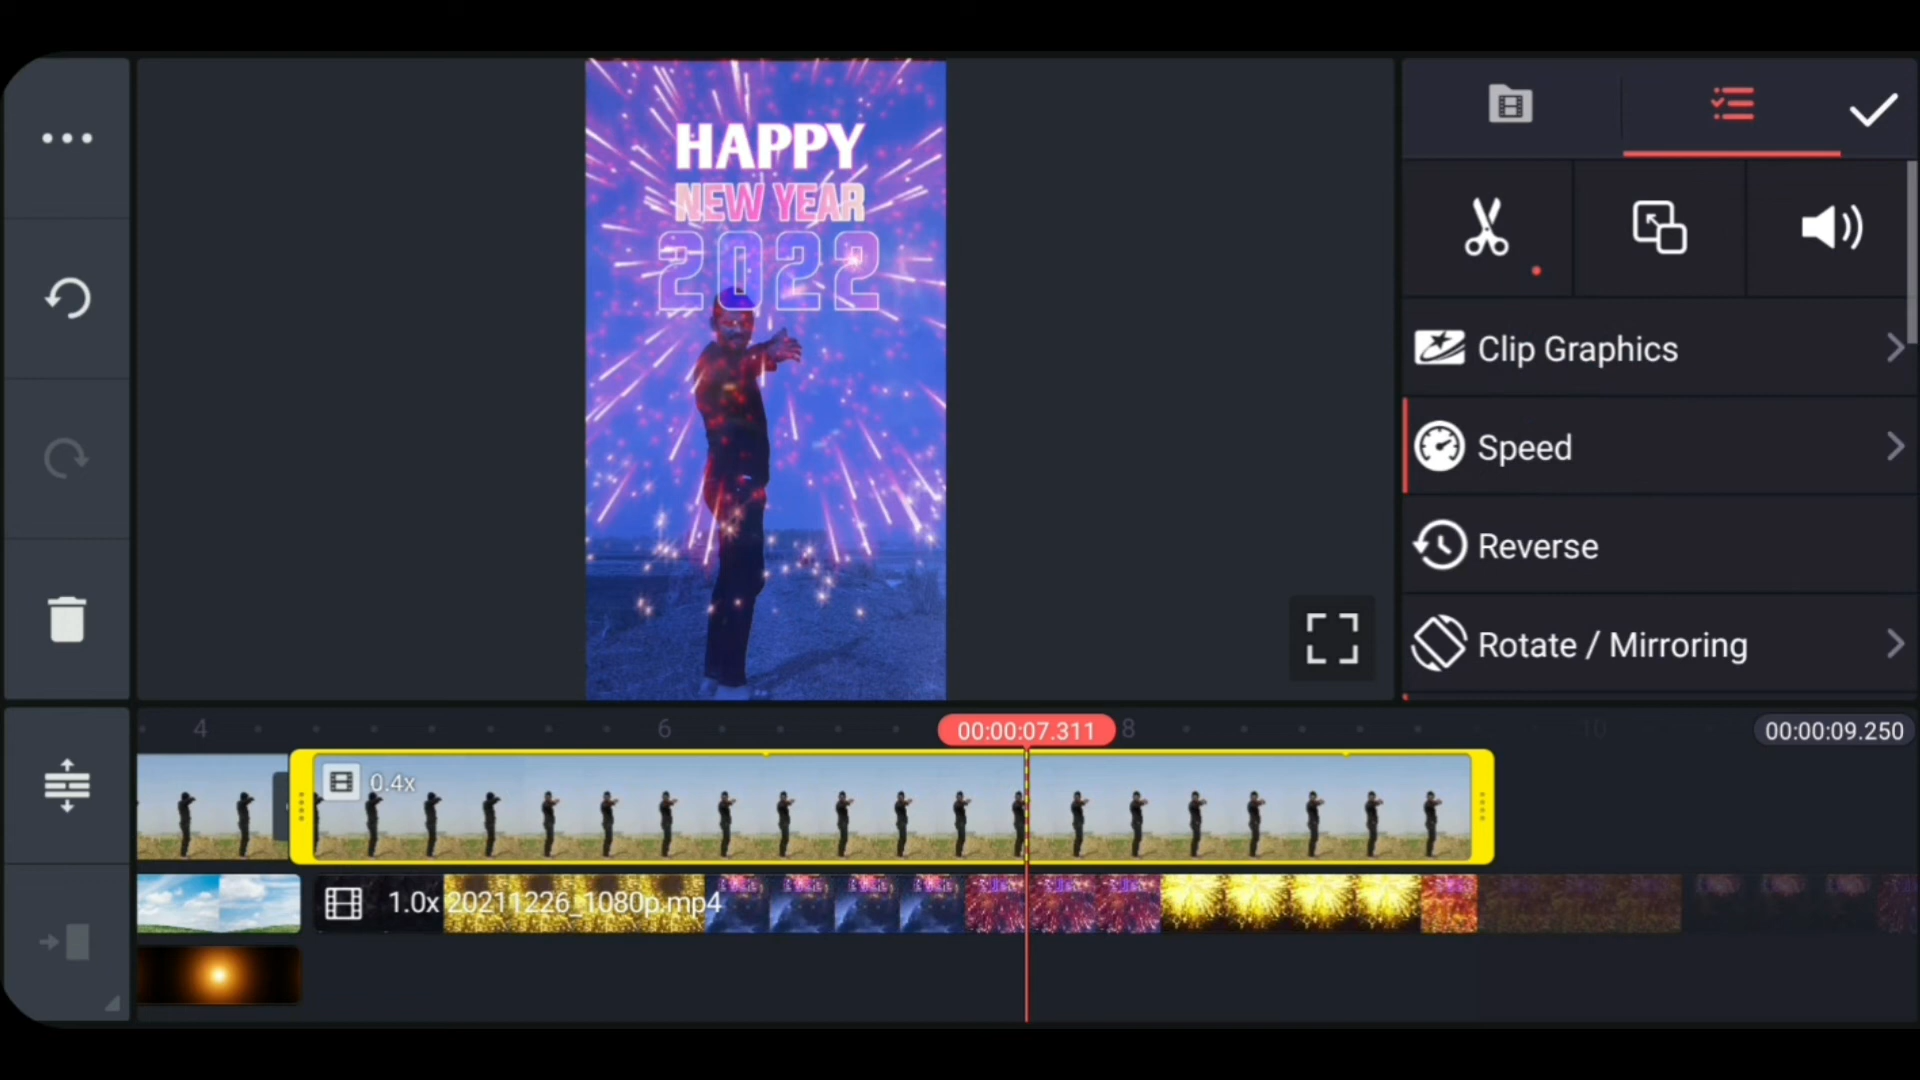 HAPPY
NEW YEAR
2022
Clip Graphics
Speed
Reverse
Rotate / Mirroring
4
6
00:00:07.311
8
10
00:00:09.250
0.4x
1.0x 20211226_1080p.mp4